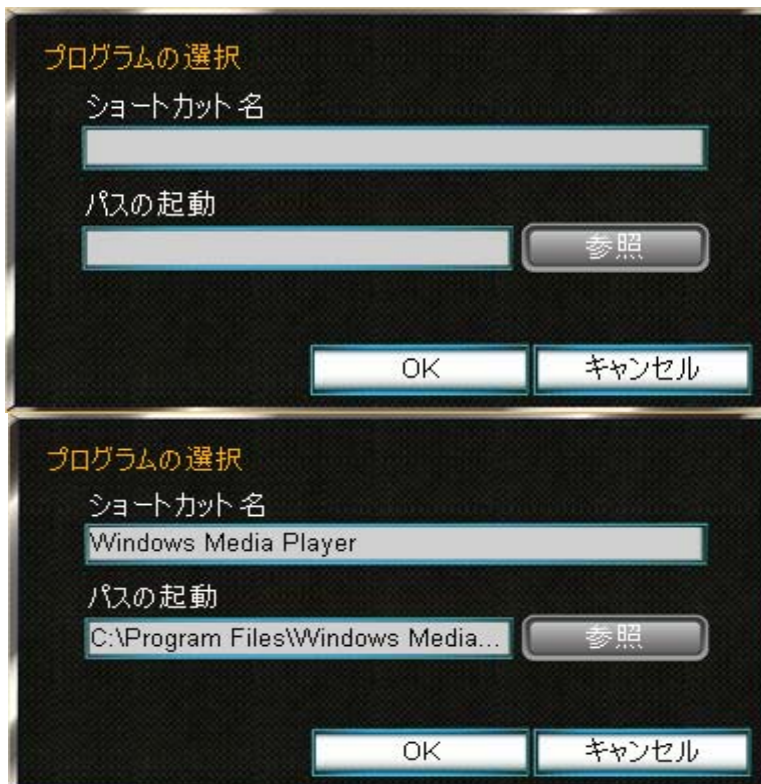 プログラムの選択
ショートカット名
パスの起動
参照
OK キャンセル
プログラムの選択
ショートカット名
Windows Media Player
パスの起動
C:\Program Files\Windows Media... 参照
OK キャンセル